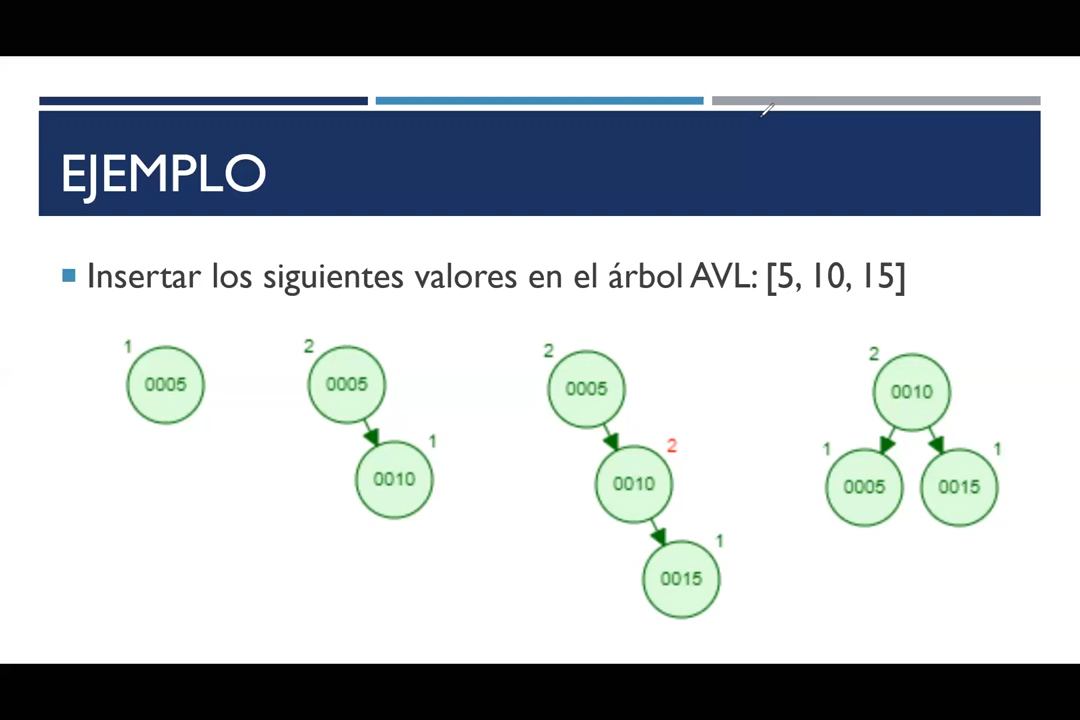 EJEMPLO
Insertar los siguientes valores en el árbol AVL: [5, 10, 15]
1 2 2 2
0005 0005 0005 0010
1 2 1 1
0010 0010 0005 0015
1
0015